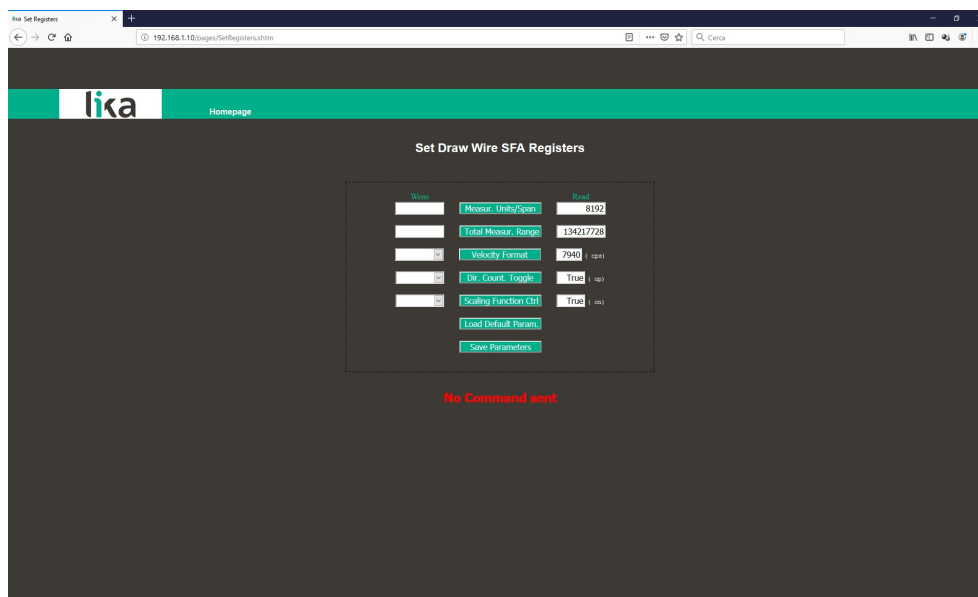 lika Set Registers
192.168.1.10/pages/SetRegisters.shtm
Cerca
lika
Homepage
Set Draw Wire SFA Registers
Write Read
Measur. Units/Span 8192
Total Measur. Range 134217728
Velocity Format 7940 ( cps)
Dir. Count. Toggle True ( up)
Scaling Function Ctrl True ( on)
Load Default Param.
Save Parameters
No Command sent